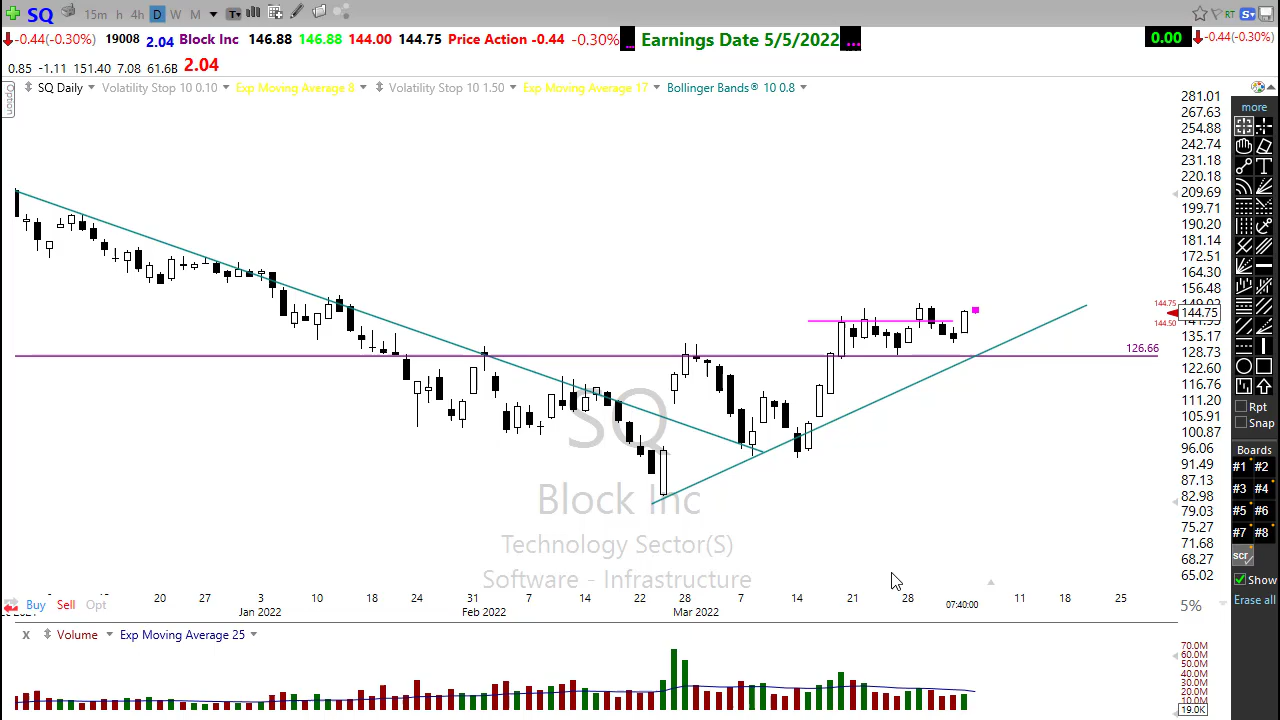 SQ 15m h 4h D W M T RT S
-0.44(-0.30%) 19008 2.04 Block Inc 146.88 146.88 144.00 144.75 Price Action -0.44 -0.30% ... Earnings Date 5/5/2022 ... 0.00 -0.44(-0.30%)
0.85 -1.11 151.40 7.08 61.6B 2.04
Option
SQ Daily Volatility Stop 10 0.10 Exp Moving Average 8 Volatility Stop 10 1.50 Exp Moving Average 17 Bollinger Bands® 10 0.8
281.01
267.63
254.88
242.74
231.18
220.18
209.69
199.71
190.20
181.14
172.52
164.30
156.48
144.75
144.75
144.50
135.17
126.66
128.73
122.60
116.76
111.20
105.91
100.87
96.06
91.49
87.13
82.98
79.03
75.27
71.68
68.27
65.02
SQ
Block Inc
Technology Sector(S)
Software - Infrastructure
20 27 Jan 2022 3 10 18 24 Feb 2022 31 7 14 22 Mar 2022 28 7 14 21 28 07:40:00 11 18 25
Buy Sell Opt
5%
x Volume Exp Moving Average 25
70.0M
60.0M
50.0M
40.0M
30.0M
20.0M
19.0K
more
T
Rpt
Snap
Boards
#1 #2
#3 #4
#5 #6
#7 #8
scr
Show
Erase all